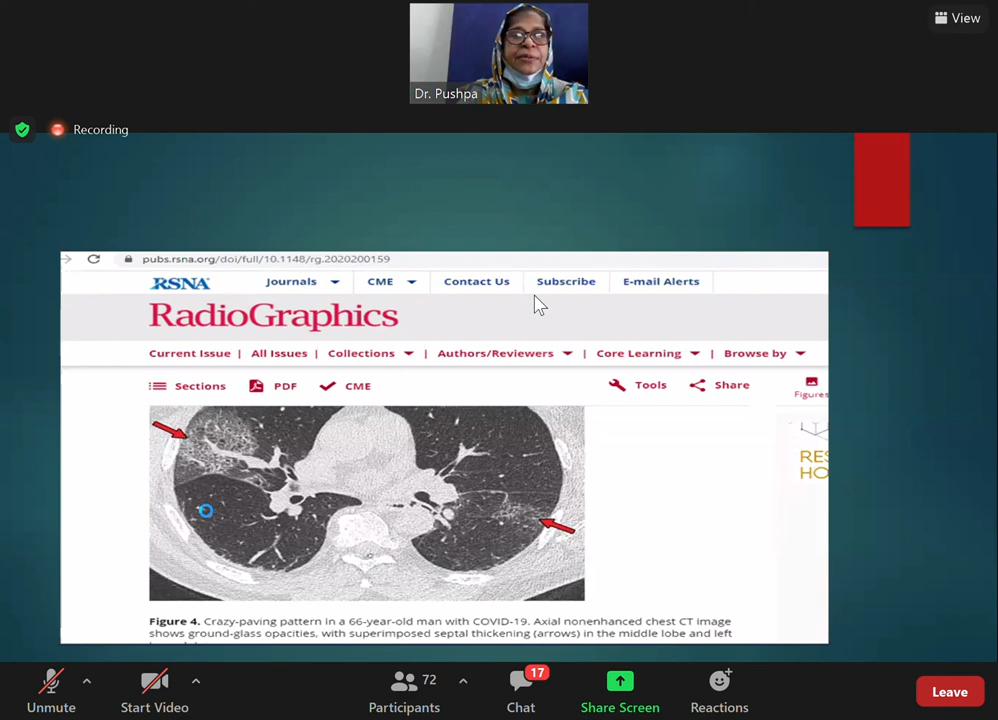 View
Dr. Pushpa
Recording
pubs.rsna.org/doi/full/10.1148/rg.2020200159
RSNA Journals CME Contact Us Subscribe E-mail Alerts
RadioGraphics
Current Issue | All Issues | Collections | Authors/Reviewers | Core Learning | Browse by
Sections PDF CME Tools Share Figures
RES
HO
Figure 4. Crazy-paving pattern in a 66-year-old man with COVID-19. Axial nonenhanced chest CT image
shows ground-glass opacities, with superimposed septal thickening (arrows) in the middle lobe and left
72 17
Unmute Start Video Participants Chat Share Screen Reactions Leave